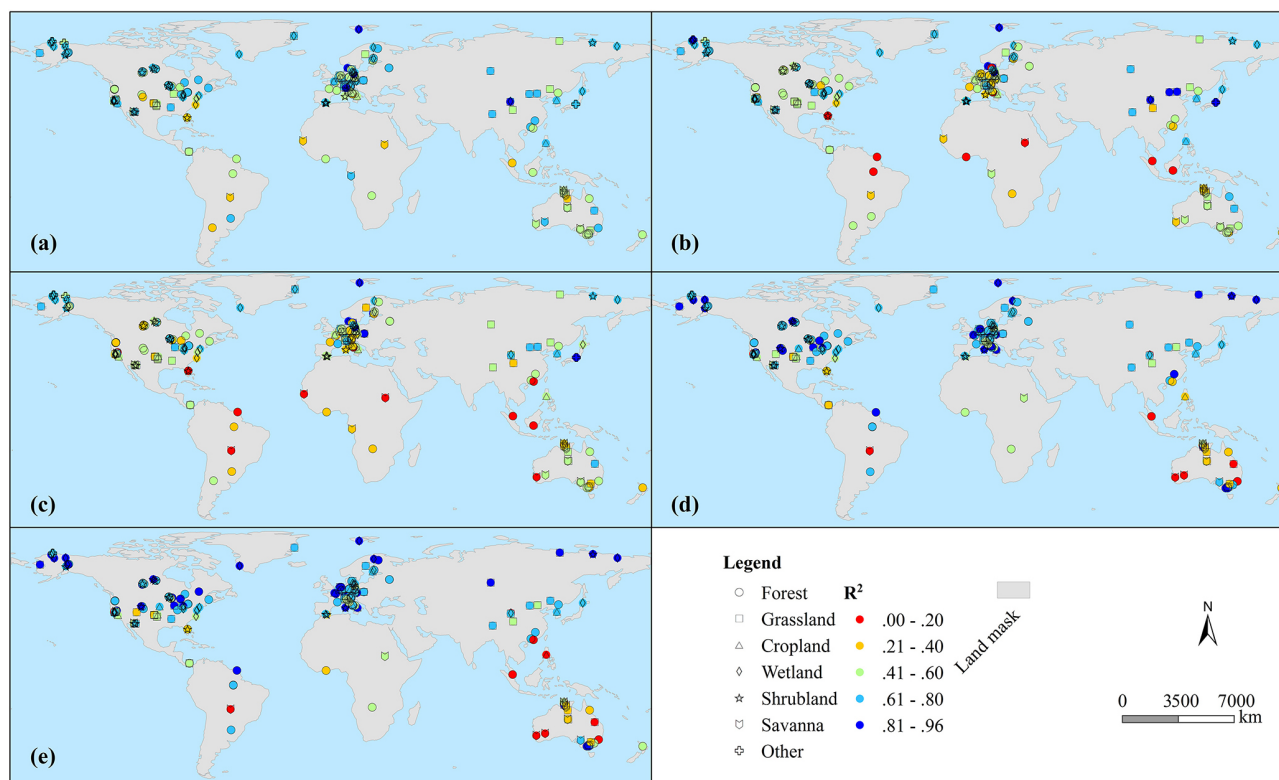 (a)
(b)
(c)
(d)
(e)
Legend
Forest R²
Grassland .00 - .20
Cropland .21 - .40
Wetland .41 - .60
Shrubland .61 - .80
Savanna .81 - .96
Other
Land mask
N
0 3500 7000
km